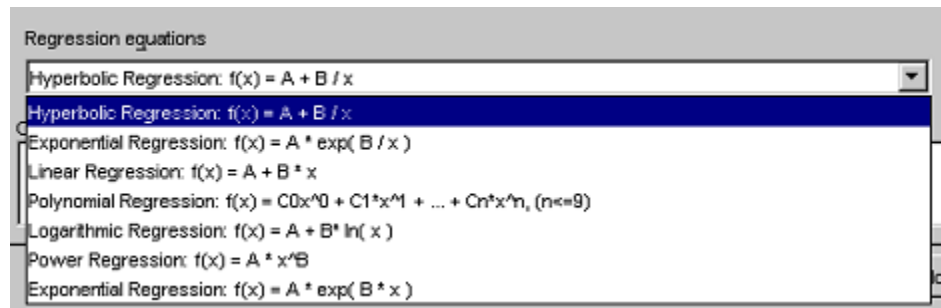 Regression equations
Hyperbolic Regression: f(x) = A + B / x
Hyperbolic Regression: f(x) = A + B / x
Exponential Regression: f(x) = A * exp( B / x )
Linear Regression: f(x) = A + B * x
Polynomial Regression: f(x) = C0x^0 + C1*x^1 + ... + Cn*x^n, (n<=9)
Logarithmic Regression: f(x) = A + B* ln( x )
Power Regression: f(x) = A * x^B
Exponential Regression: f(x) = A * exp( B * x )